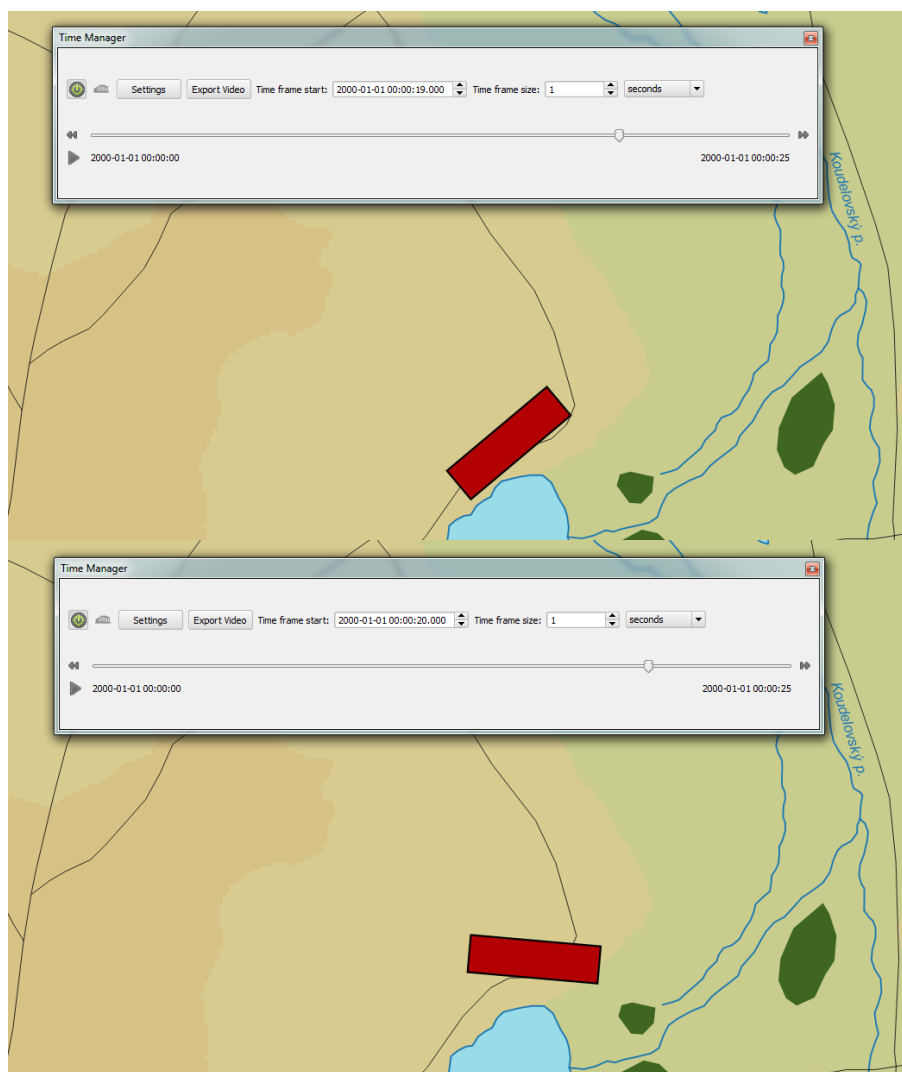 Time Manager
Settings Export Video Time frame start: 2000-01-01 00:00:19.000 Time frame size: 1 seconds
2000-01-01 00:00:00 2000-01-01 00:00:25
Koudelovský p.
Time Manager
Settings Export Video Time frame start: 2000-01-01 00:00:20.000 Time frame size: 1 seconds
2000-01-01 00:00:00 2000-01-01 00:00:25
Koudelovský p.